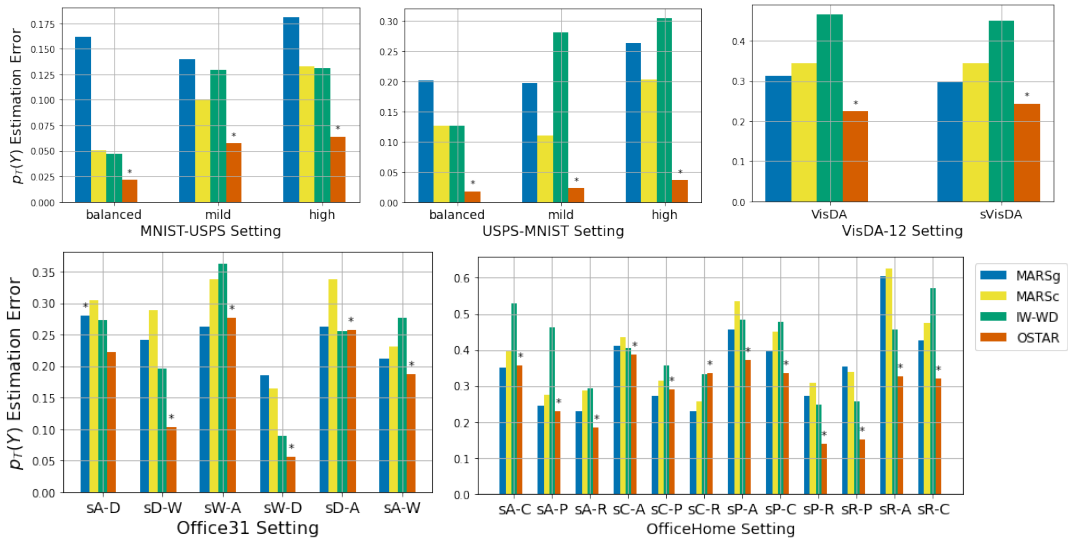 p_T(Y) Estimation Error
0.175
0.150
0.125
0.100
0.075
0.050
0.025
0.000
* * *
balanced mild high
MNIST-USPS Setting
0.30
0.25
0.20
0.15
0.10
0.05
0.00
* * *
balanced mild high
USPS-MNIST Setting
0.4
0.3
0.2
0.1
0.0
* *
VisDA sVisDA
VisDA-12 Setting
p_T(Y) Estimation Error
0.35
0.30
0.25
0.20
0.15
0.10
0.05
0.00
* * * * * *
sA-D sD-W sW-A sW-D sD-A sA-W
Office31 Setting
0.6
0.5
0.4
0.3
0.2
0.1
0.0
* * * * * * * * * * * *
sA-C sA-P sA-R sC-A sC-P sC-R sP-A sP-C sP-R sR-P sR-A sR-C
OfficeHome Setting
MARSg
MARSc
IW-WD
OSTAR